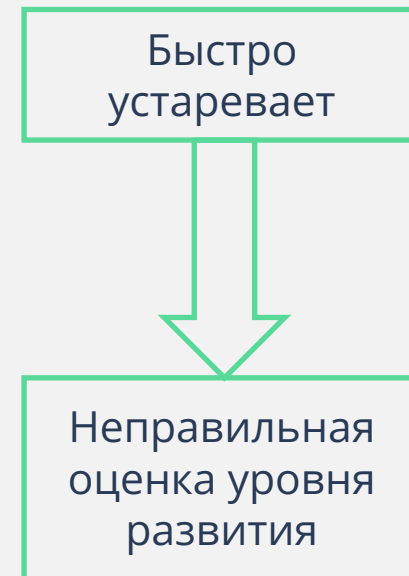 Быстро
устаревает
Неправильная
оценка уровня
развития